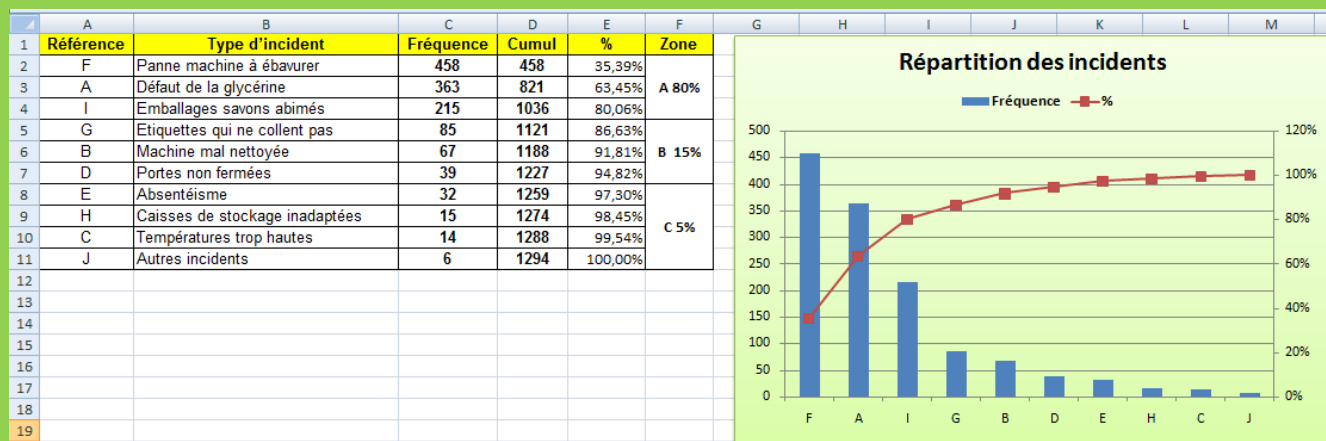 A B C D E F G H I J K L M
1 Référence Type d'incident Fréquence Cumul % Zone
2 F Panne machine à ébavurer 458 458 35,39%
3 A Défaut de la glycérine 363 821 63,45% A 80%
4 I Emballages savons abimés 215 1036 80,06%
5 G Etiquettes qui ne collent pas 85 1121 86,63%
6 B Machine mal nettoyée 67 1188 91,81% B 15%
7 D Portes non fermées 39 1227 94,82%
8 E Absentéisme 32 1259 97,30%
9 H Caisses de stockage inadaptées 15 1274 98,45%
C 5%
10 C Températures trop hautes 14 1288 99,54%
11 J Autres incidents 6 1294 100,00%
12
13
14
15
16
17
18
19
Répartition des incidents
Fréquence %
500 120%
450
400 100%
350
300 80%
250 60%
200
150 40%
100
50 20%
0 0%
F A I G B D E H C J